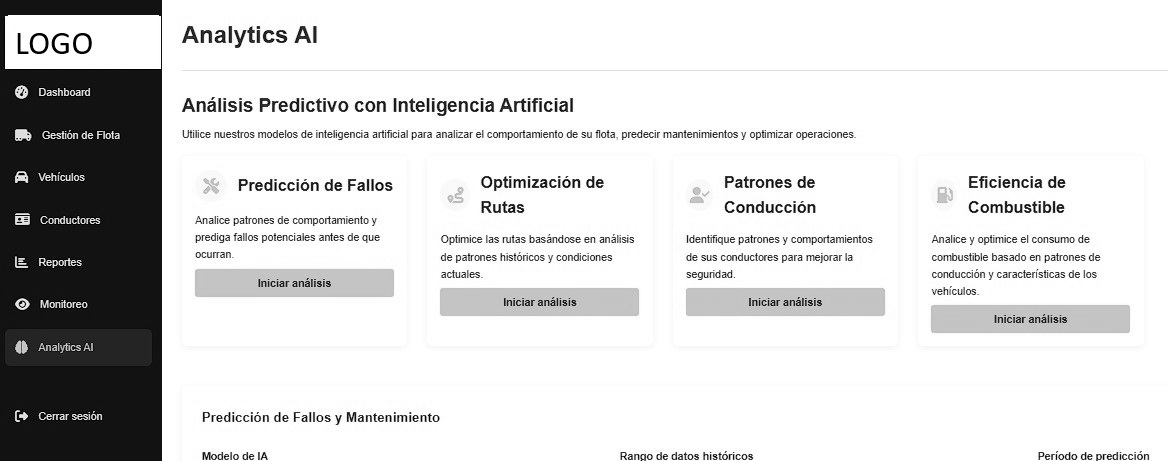 LOGO
Dashboard
Gestión de Flota
Vehículos
Conductores
Reportes
Monitoreo
Analytics AI
Cerrar sesión
Analytics AI
Análisis Predictivo con Inteligencia Artificial
Utilice nuestros modelos de inteligencia artificial para analizar el comportamiento de su flota, predecir mantenimientos y optimizar operaciones.
Predicción de Fallos
Analice patrones de comportamiento y
prediga fallos potenciales antes de que
ocurran.
Iniciar análisis
Optimización de
Rutas
Optimice las rutas basándose en análisis
de patrones históricos y condiciones
actuales.
Iniciar análisis
Patrones de
Conducción
Identifique patrones y comportamientos
de sus conductores para mejorar la
seguridad.
Iniciar análisis
Eficiencia de
Combustible
Analice y optimice el consumo de
combustible basado en patrones de
conducción y características de los
vehículos.
Iniciar análisis
Predicción de Fallos y Mantenimiento
Modelo de IA
Rango de datos históricos
Período de predicción